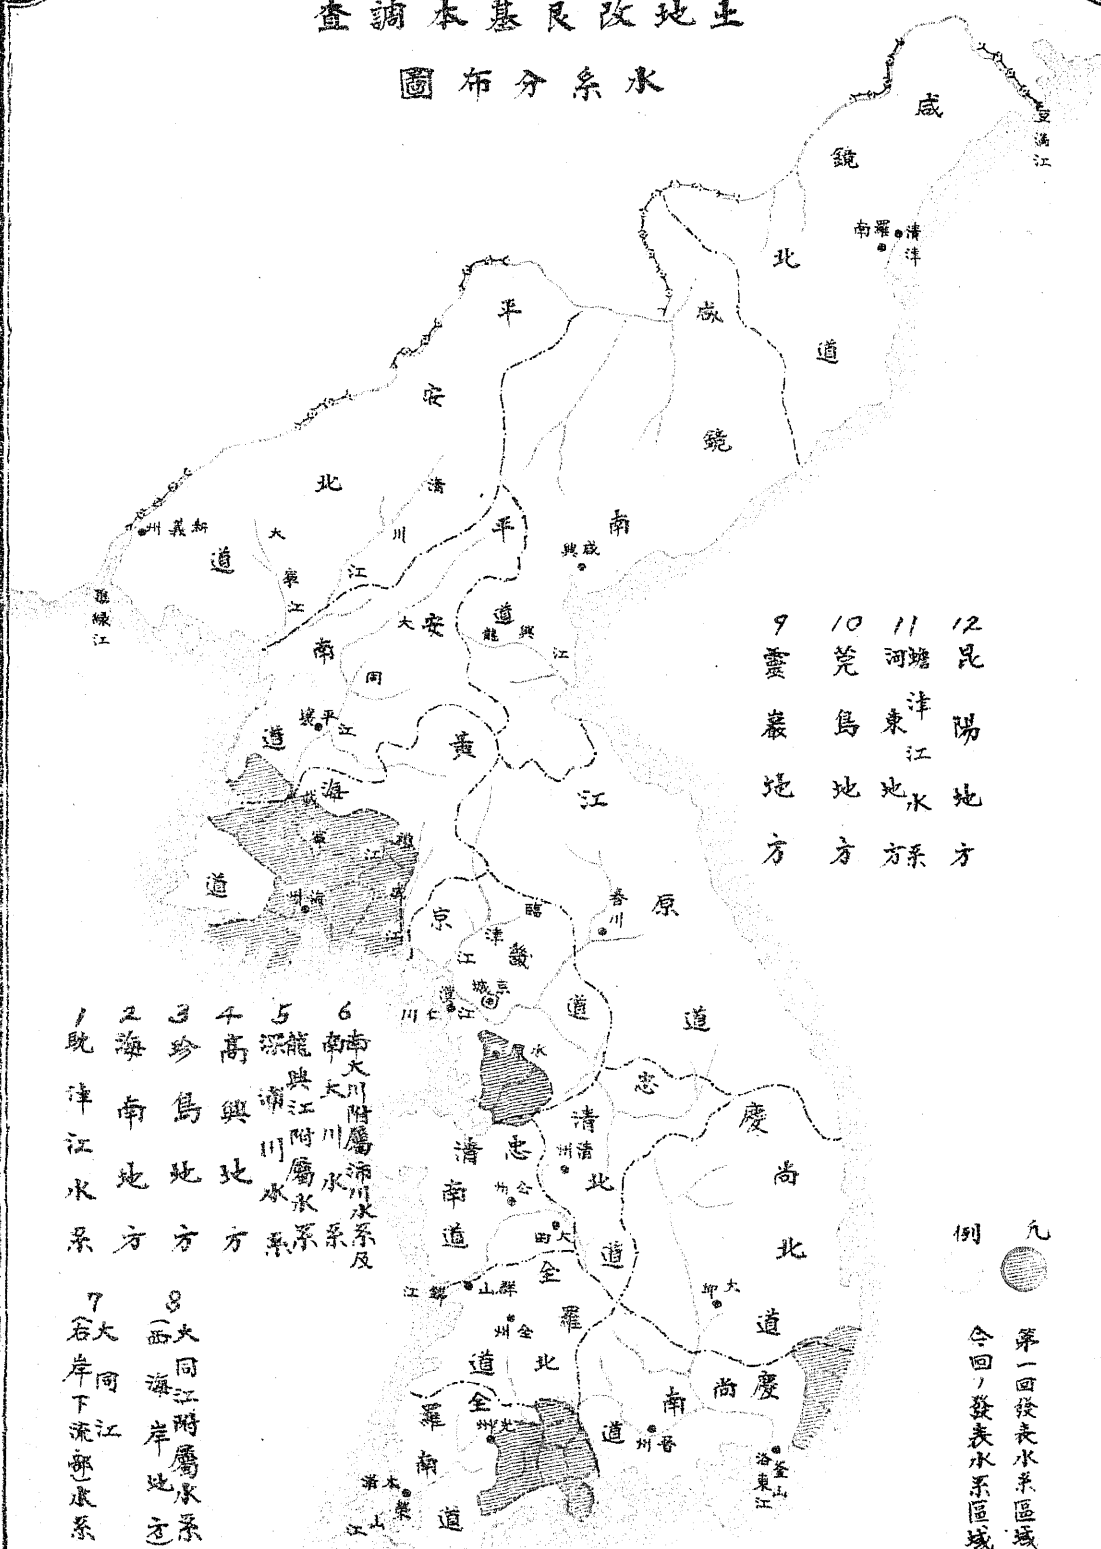 土地改良基本調査
水系分布圖
咸鏡北道
豆滿江
羅南
清津
平安北道
咸鏡南道
新義州
鴨綠江
大寧江
清川江
咸興
平安南道
龍興江
大同江
平壤
黃海道
載寧江
禮成江
海州
江原道
春川
京畿道
臨津江
京城
漢江
仁川
水原
忠清北道
清州
忠清南道
公州
大田
慶尚北道
大邱
錦江
群山
全州
全羅北道
慶尚南道
晉州
釜山
洛東江
全羅南道
光州
木浦
榮山江
1 耽津江水系
2 海南地方
3 珍島地方
4 高興地方
5 龍興江附屬水系
深浦川水系
6 南大川附屬沛川水系及
南大川水系
7 大同江
(右岸下流部)水系
8 大同江附屬水系
(西海岸地方)
9 靈巖地方
10 莞島地方
11 蟾津江水系
河東地方
12 昆陽地方
凡例
第一回發表水系區域
今回ノ發表水系區域